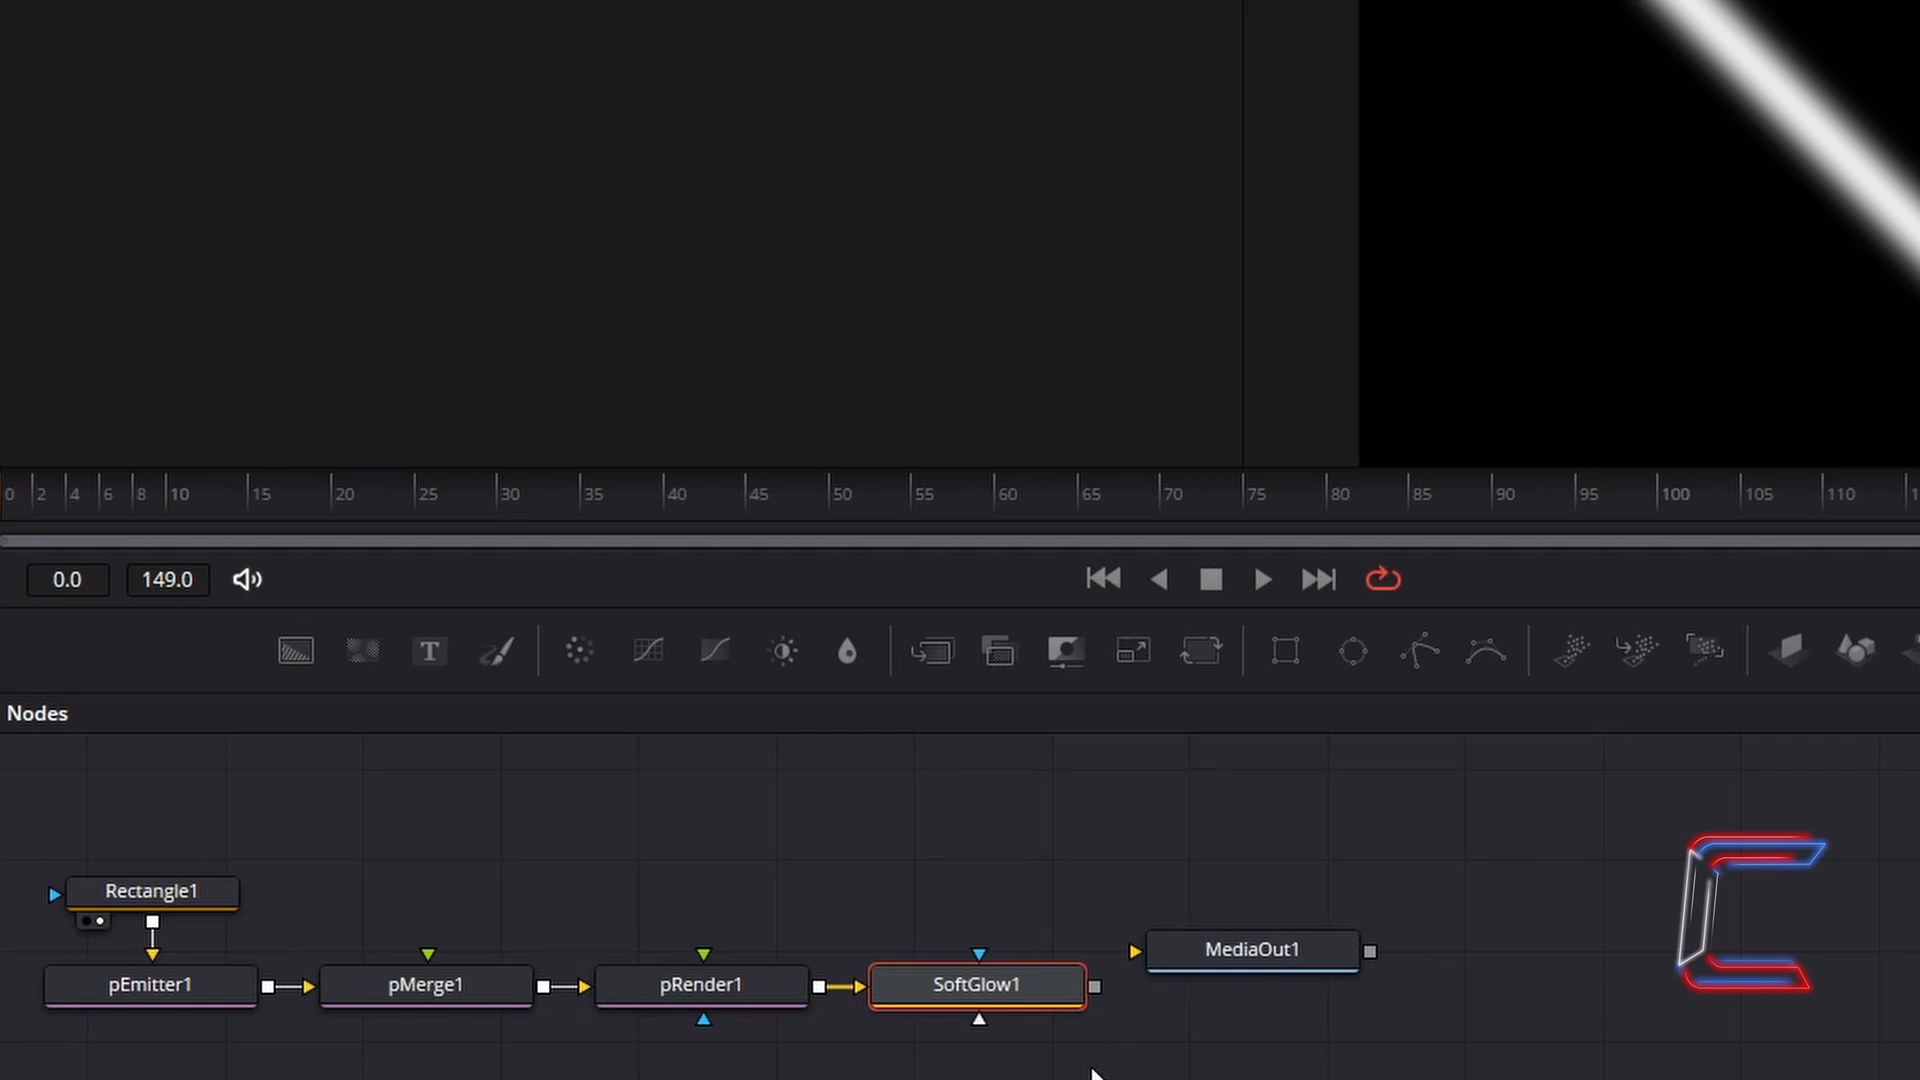 0 2 4 6 8 10 15 20 25 30 35 40 45 50 55 60 65 70 75 80 85 90 95 100 105 110
0.0 149.0
T
Nodes
Rectangle1
MediaOut1
pEmitter1 pMerge1 pRender1 SoftGlow1